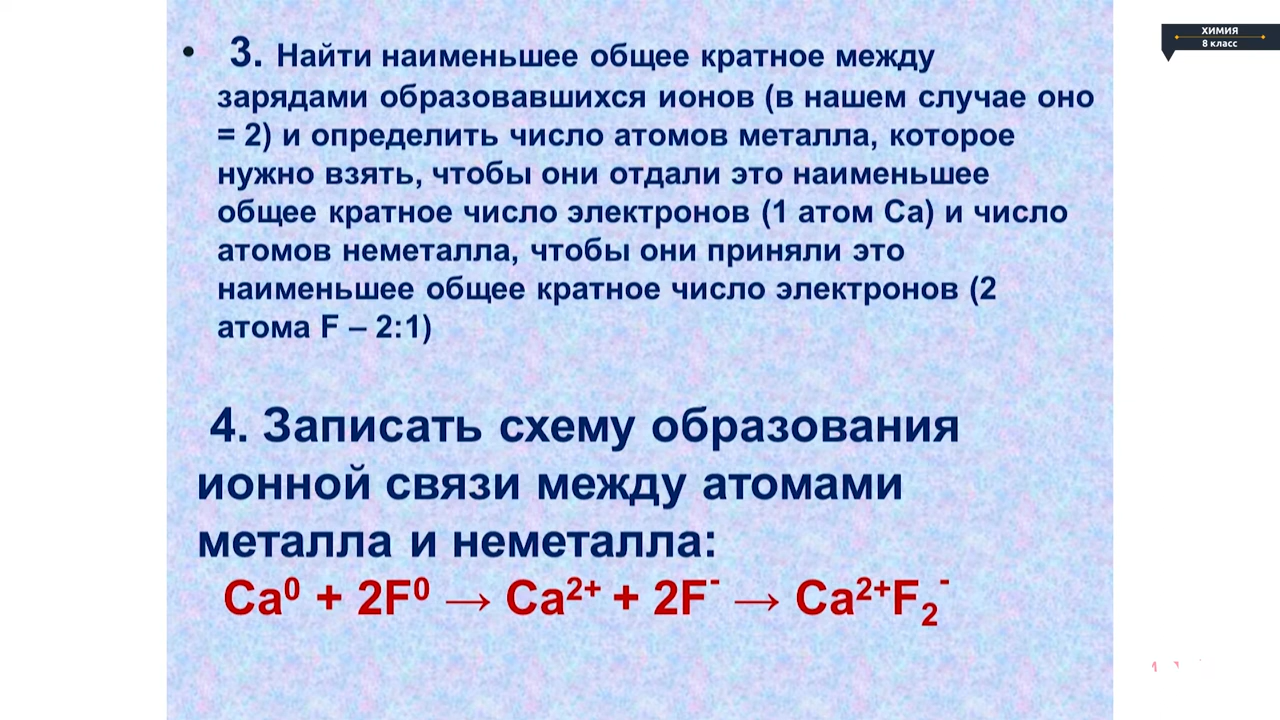 ХИМИЯ
8 класс
• 3. Найти наименьшее общее кратное между
зарядами образовавшихся ионов (в нашем случае оно
= 2) и определить число атомов металла, которое
нужно взять, чтобы они отдали это наименьшее
общее кратное число электронов (1 атом Са) и число
атомов неметалла, чтобы они приняли это
наименьшее общее кратное число электронов (2
атома F – 2:1)
4. Записать схему образования
ионной связи между атомами
металла и неметалла:
Ca⁰ + 2F⁰ → Ca²⁺ + 2F⁻ → Ca²⁺F₂⁻